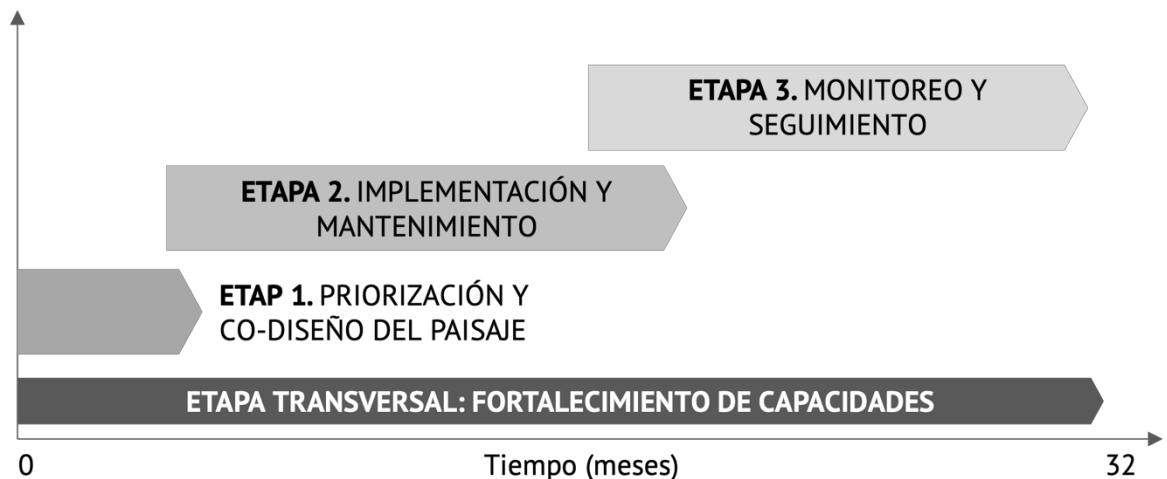 ETAPA 3. MONITOREO Y
SEGUIMIENTO
ETAPA 2. IMPLEMENTACIÓN Y
MANTENIMIENTO
ETAP 1. PRIORIZACIÓN Y
CO-DISEÑO DEL PAISAJE
ETAPA TRANSVERSAL: FORTALECIMIENTO DE CAPACIDADES
0 Tiempo (meses) 32